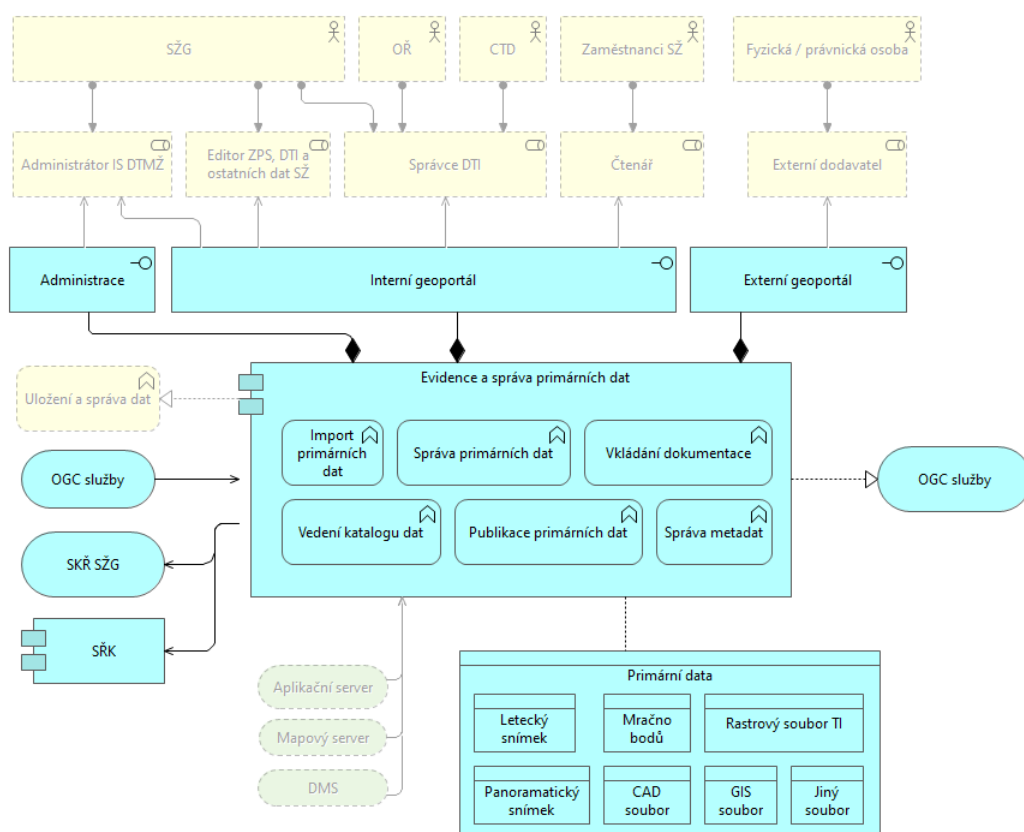 SŽG
OŘ
CTD
Zaměstnanci SŽ
Fyzická / právnická osoba
Administrátor IS DTMŽ
Editor ZPS, DTI a
ostatních dat SŽ
Správce DTI
Čtenář
Externí dodavatel
Administrace
Interní geoportál
Externí geoportál
Evidence a správa primárních dat
Uložení a správa dat
Import
primárních
dat
Správa primárních dat
Vkládání dokumentace
OGC služby
OGC služby
Vedení katalogu dat
Publikace primárních dat
Správa metadat
SKŘ SŽG
SŘK
Aplikační server
Mapový server
DMS
Primární data
Letecký
snímek
Mračno
bodů
Rastrový soubor TI
Panoramatický
snímek
CAD
soubor
GIS
soubor
Jiný
soubor